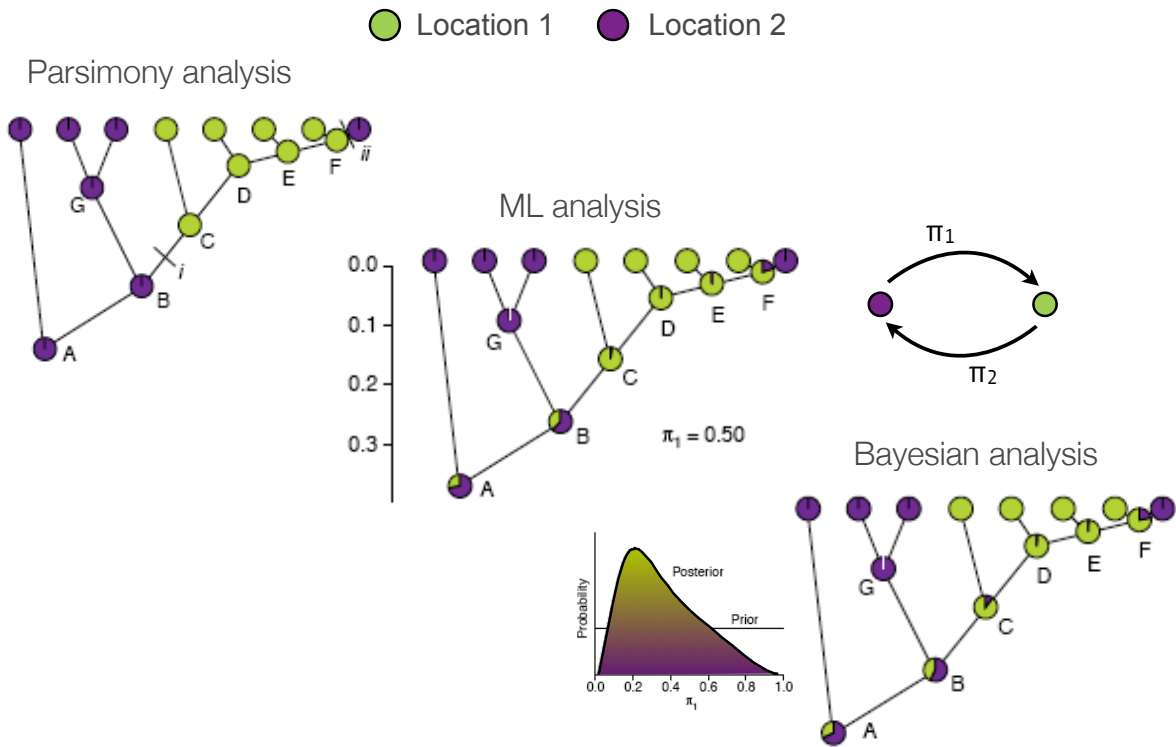 Location 1 Location 2
Parsimony analysis
G
F
ii
E
D
C
i
B
A
ML analysis
0.0
0.1
0.2
0.3
G
F
E
D
C
B
A
π1 = 0.50
π1
π2
Bayesian analysis
G
F
E
D
C
B
A
Probability
Posterior
Prior
0.0 0.2 0.4 0.6 0.8 1.0
π1